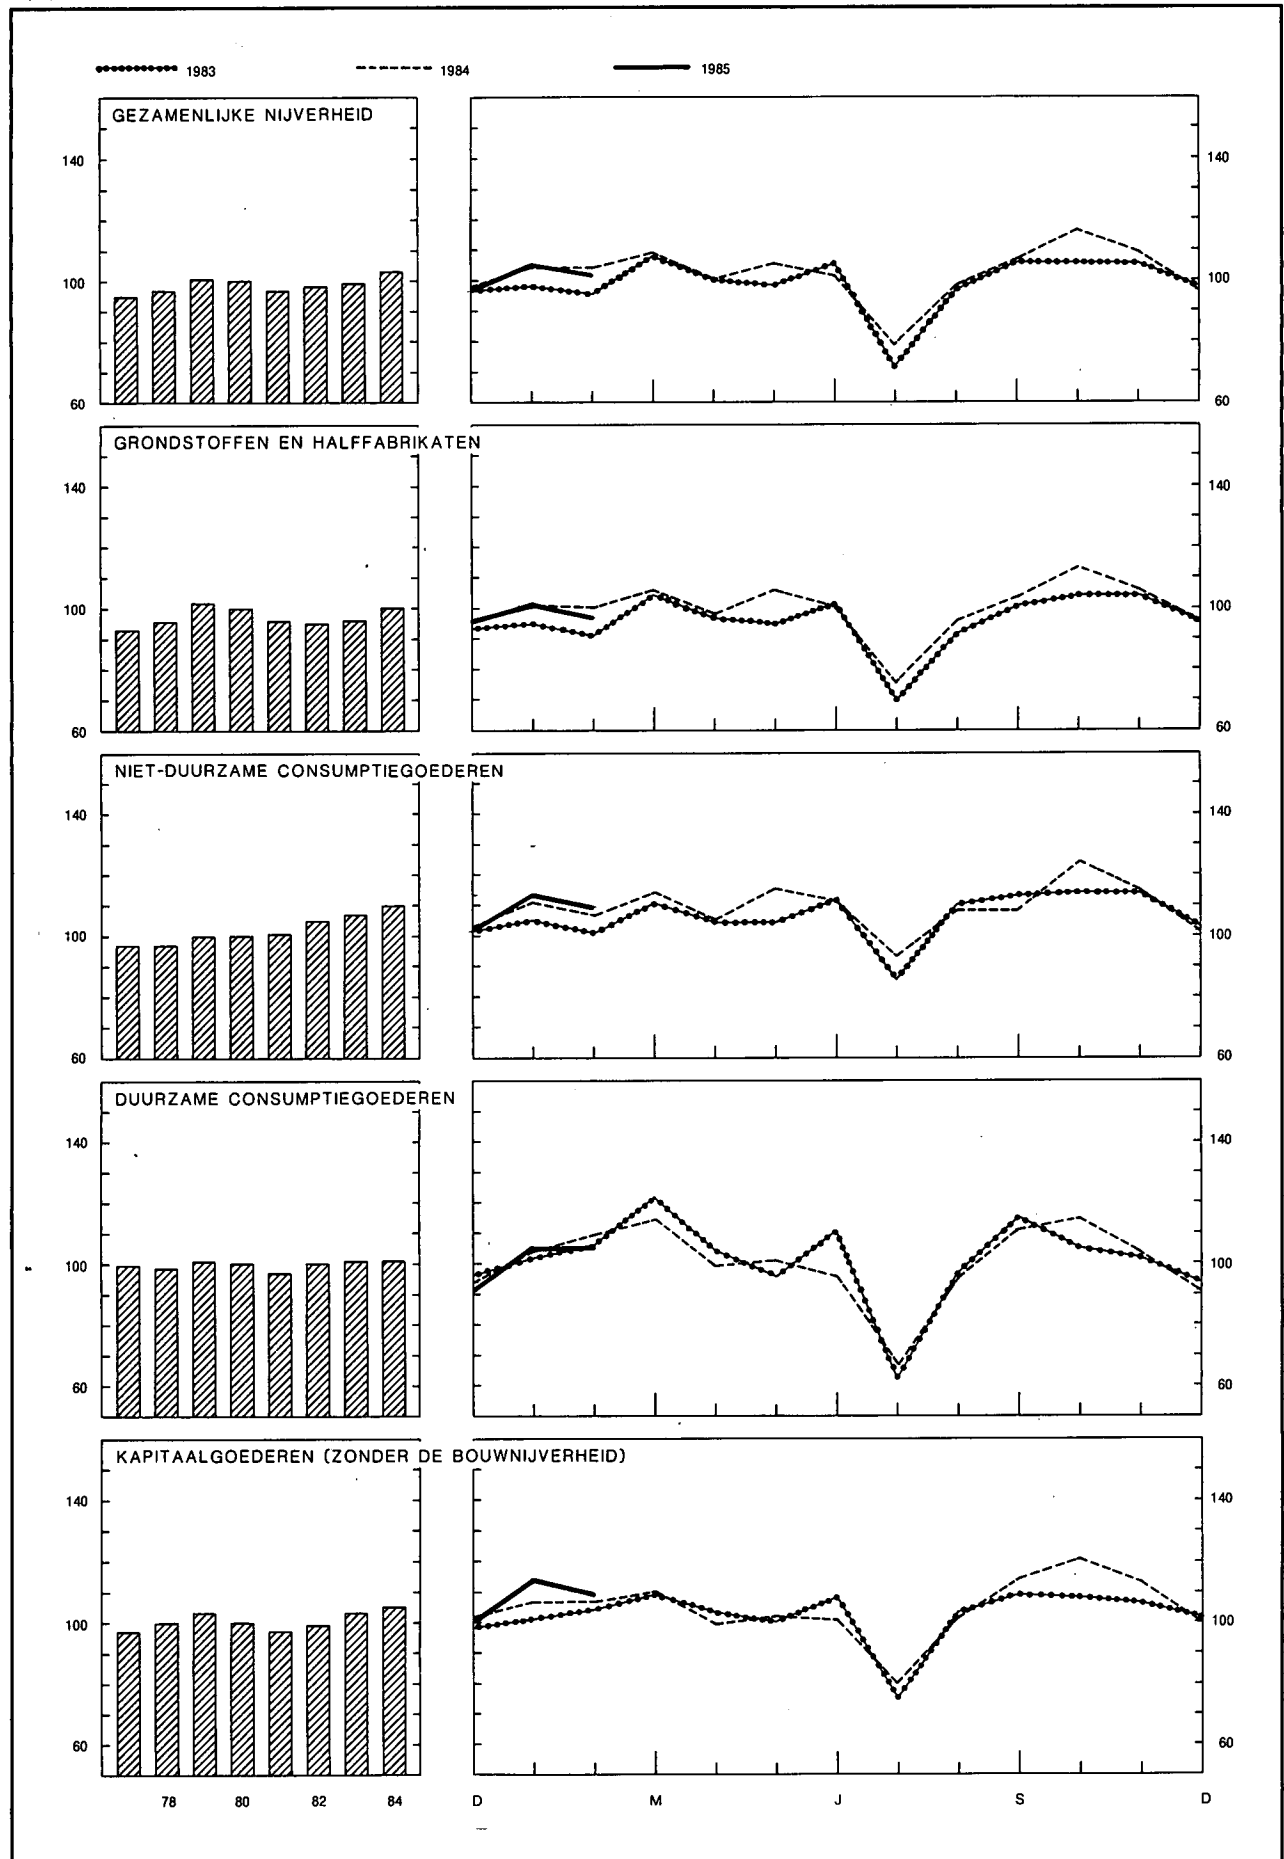 1983 1984 1985
GEZAMENLIJKE NIJVERHEID
140 140
100 100
60 60
GRONDSTOFFEN EN HALFFABRIKATEN
140 140
100 100
60 60
NIET-DUURZAME CONSUMPTIEGOEDEREN
140 140
100 100
60 60
DUURZAME CONSUMPTIEGOEDEREN
140 140
100 100
60 60
KAPITAALGOEDEREN (ZONDER DE BOUWNIJVERHEID)
140 140
100 100
60 60
78 80 82 84 D M J S D